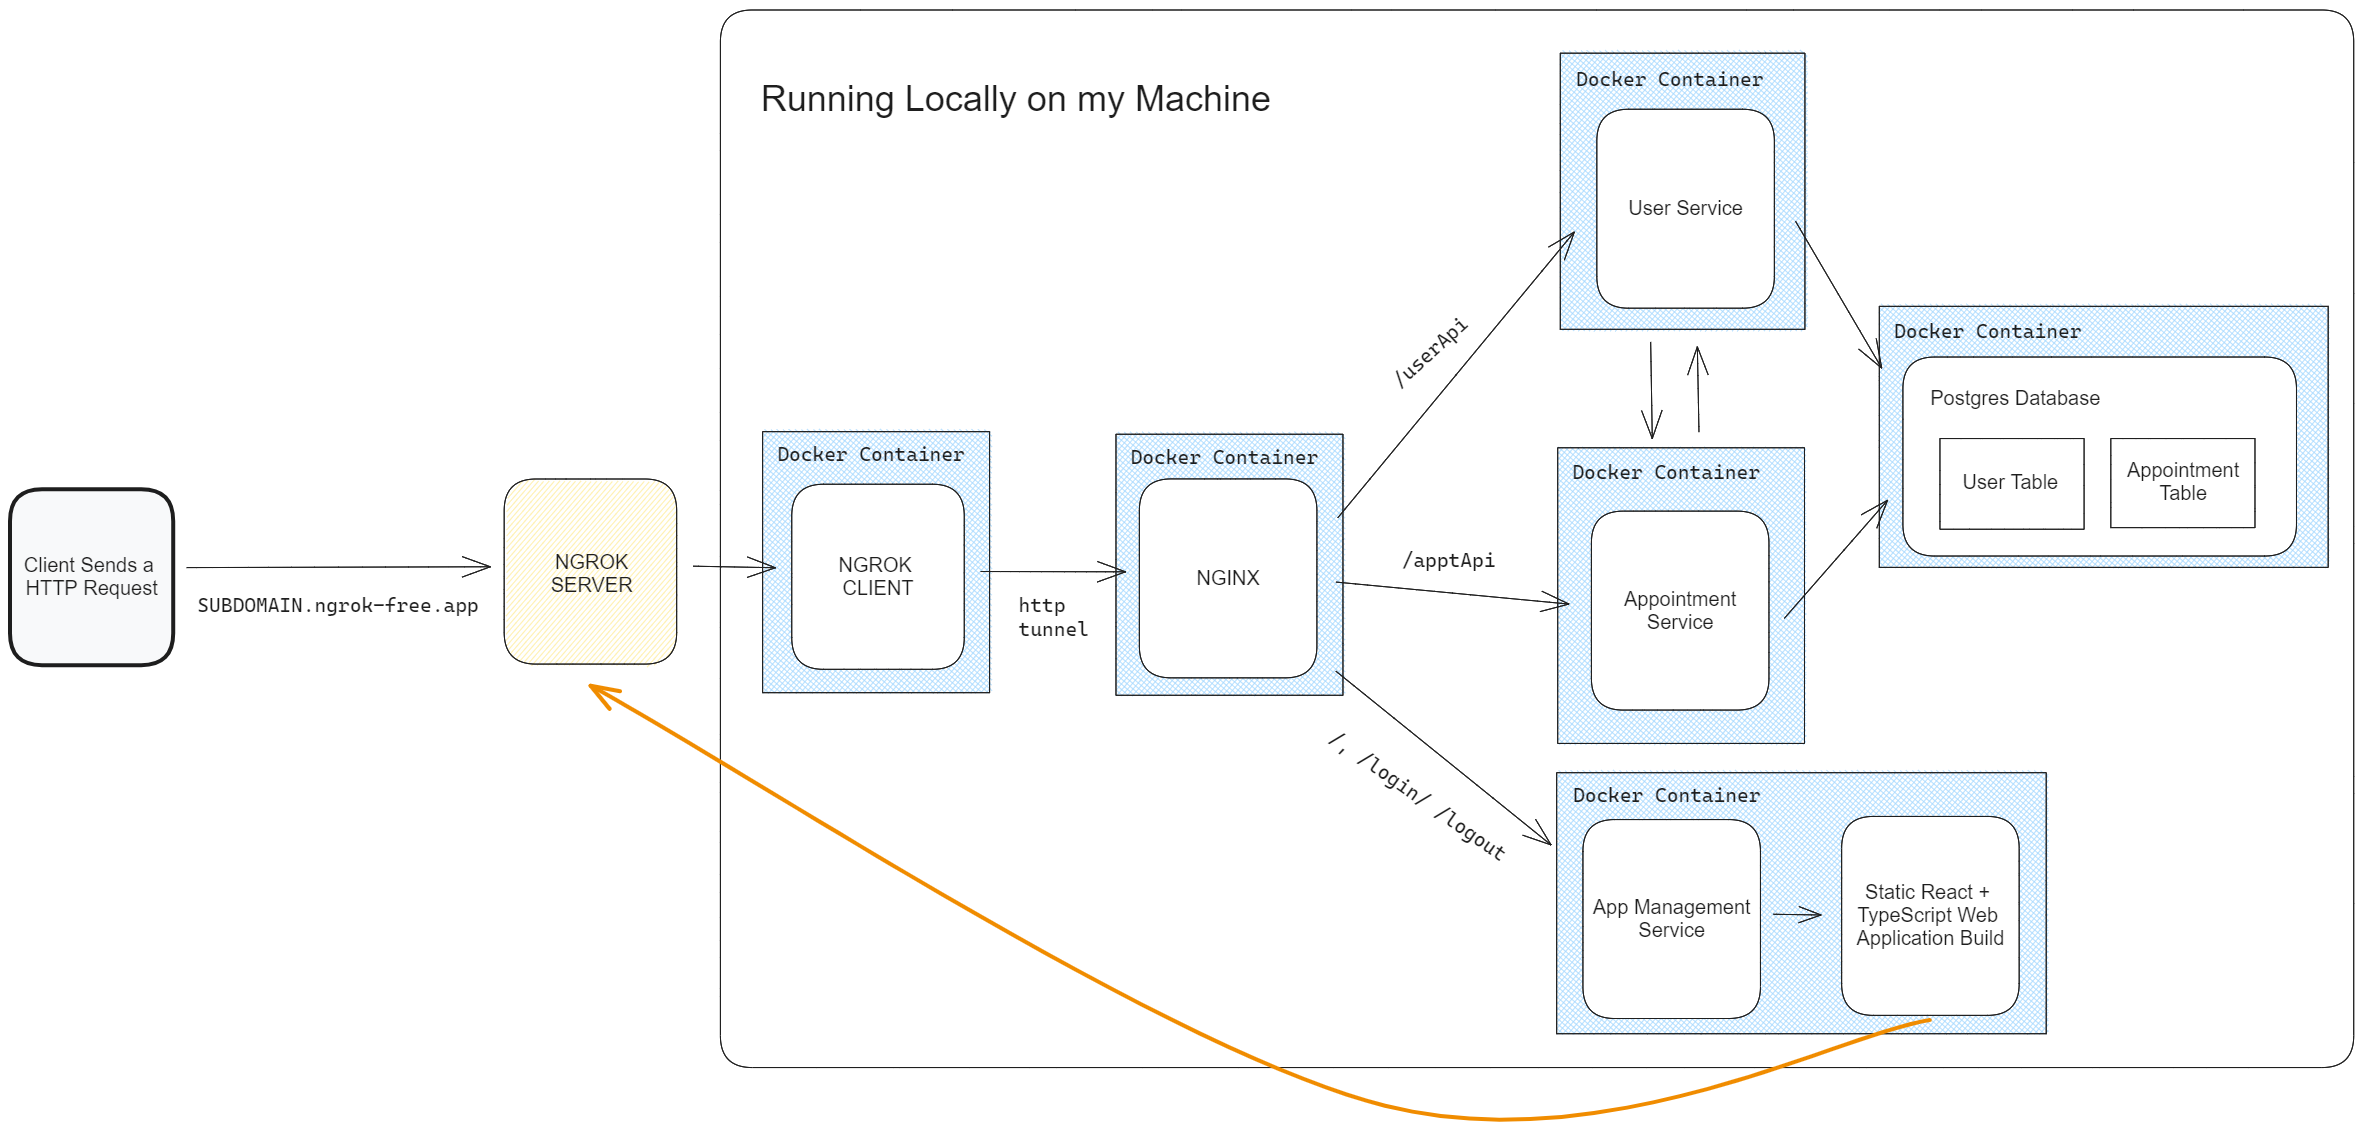 Running Locally on my Machine
Client Sends a
HTTP Request
SUBDOMAIN.ngrok-free.app
NGROK
SERVER
Docker Container
NGROK
CLIENT
http
tunnel
Docker Container
NGINX
/userApi
/apptApi
/, /login/ /logout
Docker Container
User Service
Docker Container
Appointment
Service
Docker Container
Postgres Database
User Table
Appointment
Table
Docker Container
App Management
Service
Static React +
TypeScript Web
Application Build